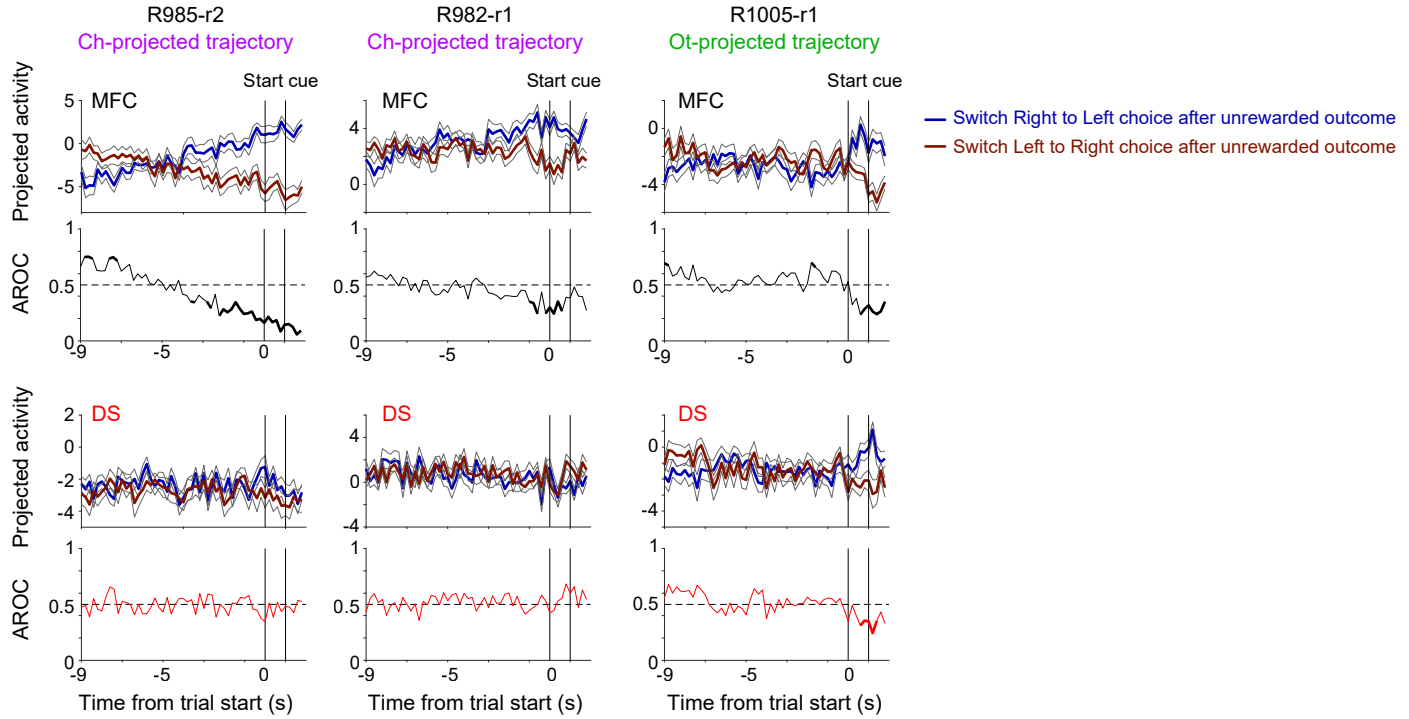 R985-r2 R982-r1 R1005-r1
Ch-projected trajectory Ch-projected trajectory Ot-projected trajectory
Start cue Start cue Start cue
Projected activity
MFC MFC MFC
5 4 0
0 0 -4
-5
Switch Right to Left choice after unrewarded outcome
Switch Left to Right choice after unrewarded outcome
AROC
1 1 1
0.5 0.5 0.5
0 0 0
-9 -5 0 -9 -5 0 -9 -5 0
Projected activity
DS DS DS
2 4 0
0 0 -4
-2 -4
-4
AROC
1 1 1
0.5 0.5 0.5
0 0 0
-9 -5 0 -9 -5 0 -9 -5 0
Time from trial start (s) Time from trial start (s) Time from trial start (s)